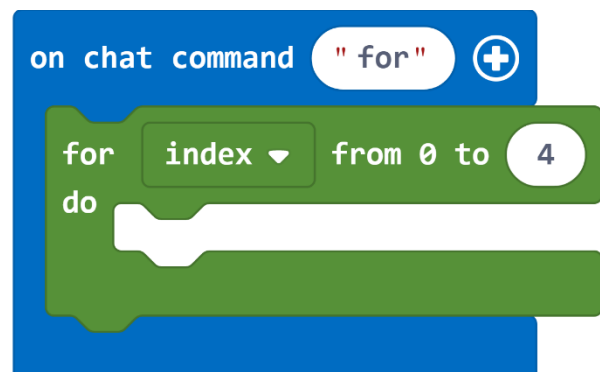 on chat command "for"
for index from 0 to 4
do